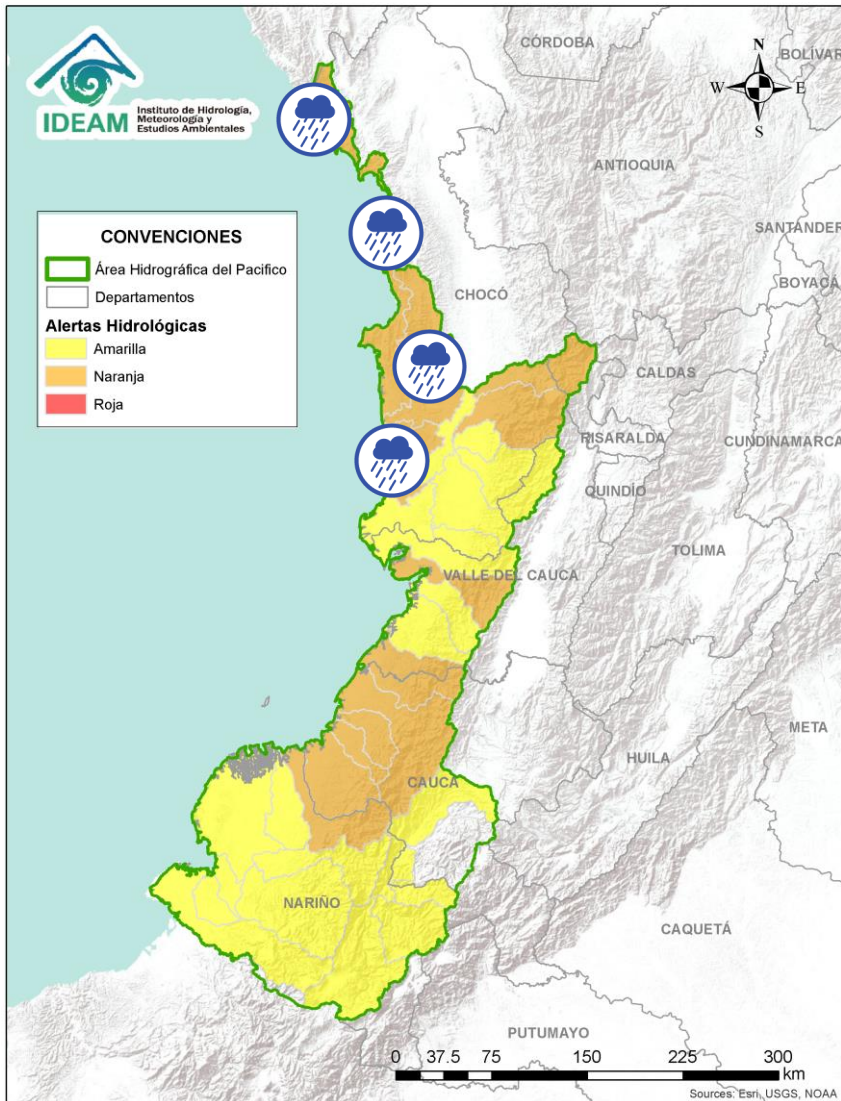 IDEAM
Instituto de Hidrología,
Meteorología y
Estudios Ambientales
CÓRDOBA
BOLÍVAR
N
W
E
S
ANTIOQUIA
SANTANDER
BOYACÁ
CONVENCIONES
Área Hidrográfica del Pacifico
Departamentos
Alertas Hidrológicas
Amarilla
Naranja
Roja
CHOCÓ
CALDAS
RISARALDA
CUNDINAMARCA
QUINDÍO
TOLIMA
VALLE DEL CAUCA
META
HUILA
CAUCA
NARIÑO
CAQUETÁ
PUTUMAYO
0 37.5 75 150 225 300
km
Sources: Esri, USGS, NOAA